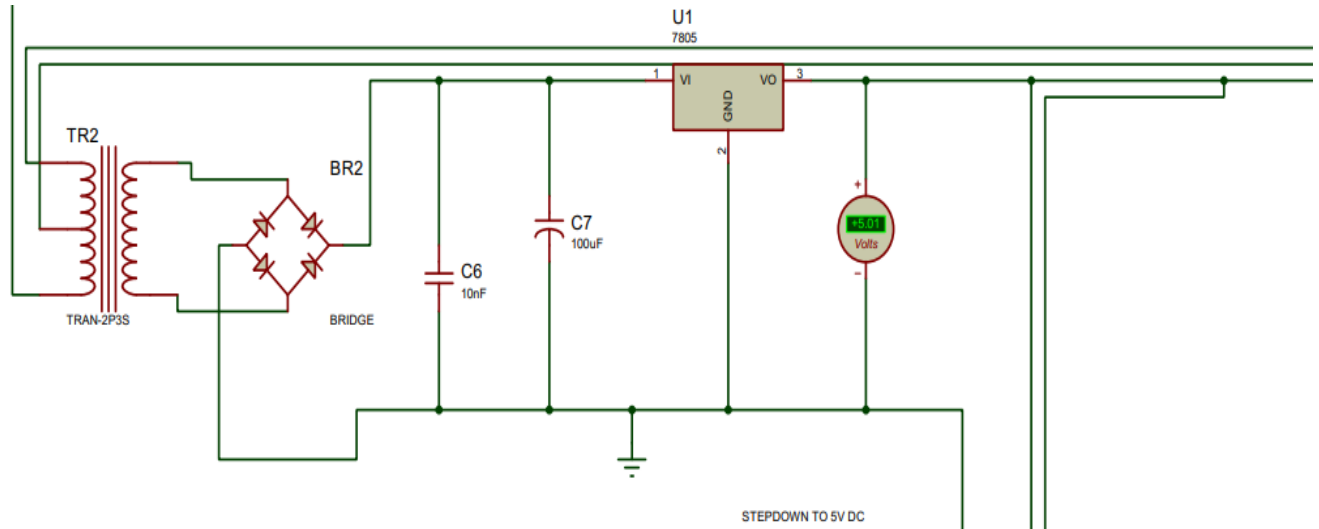 U1
7805
1
VI
VO
3
GND
2
TR2
TRAN-2P3S
BR2
BRIDGE
C6
10nF
C7
100uF
+
+5.01
Volts
-
STEPDOWN TO 5V DC